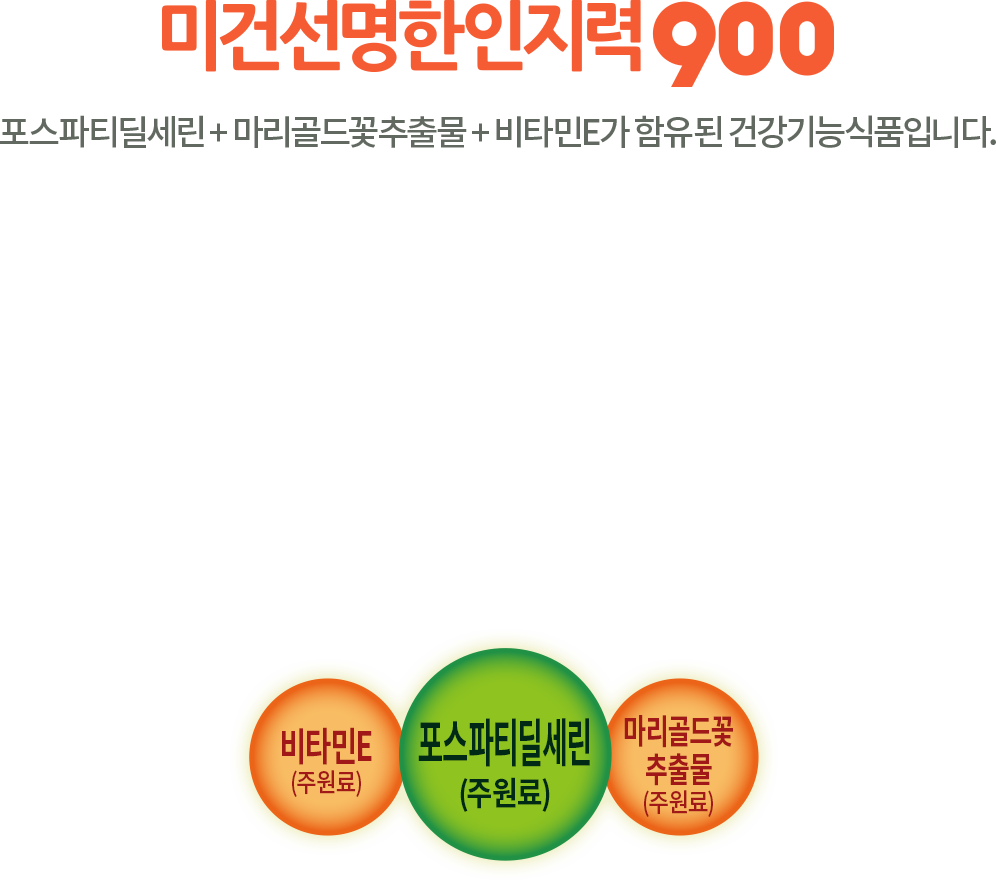 미건선명한인지력900
포스파티딜세린 + 마리골드꽃추출물 + 비타민E가 함유된 건강기능식품입니다.
비타민E
(주원료)
포스파티딜세린
(주원료)
마리골드꽃
추출물
(주원료)